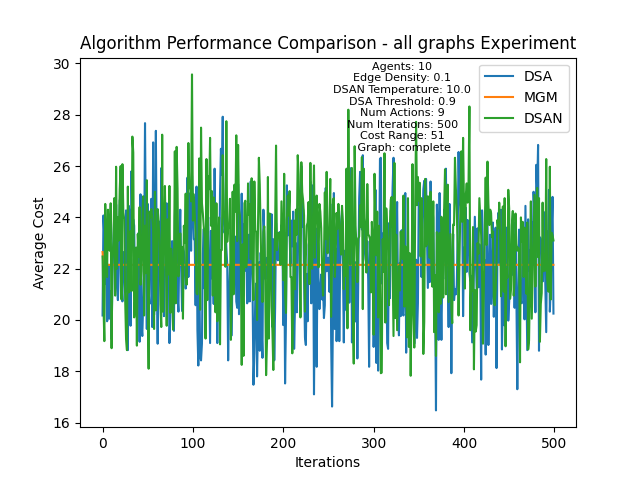 Algorithm Performance Comparison - all graphs Experiment
Agents: 10
Edge Density: 0.1
DSAN Temperature: 10.0
DSA Threshold: 0.9
Num Actions: 9
Num Iterations: 500
Cost Range: 51
Graph: complete
DSA
MGM
DSAN
Average Cost
30
28
26
24
22
20
18
16
0
100
200
300
400
500
Iterations